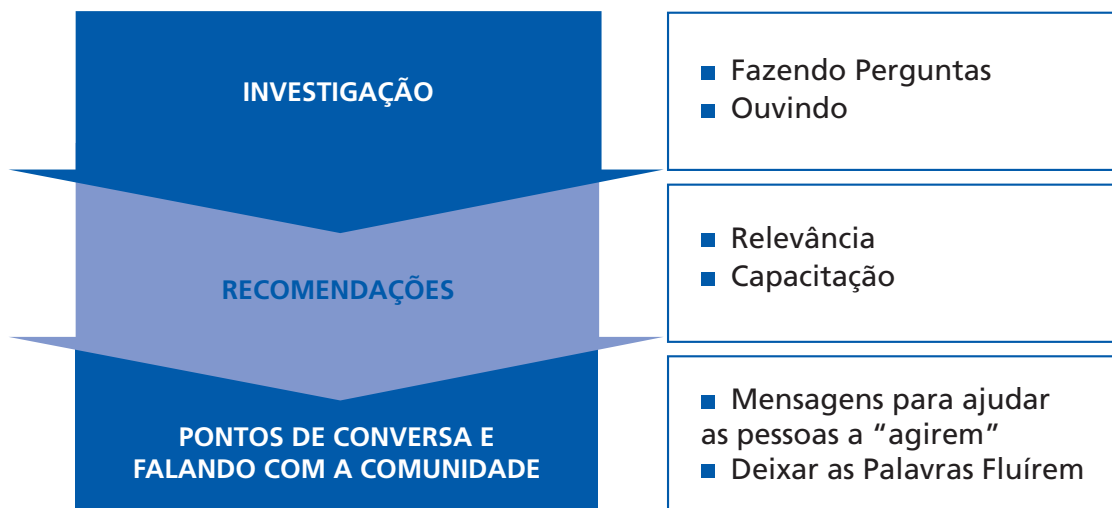 INVESTIGAÇÃO
■ Fazendo Perguntas
■ Ouvindo
RECOMENDAÇÕES
■ Relevância
■ Capacitação
PONTOS DE CONVERSA E
FALANDO COM A COMUNIDADE
■ Mensagens para ajudar
as pessoas a “agirem”
■ Deixar as Palavras Fluírem